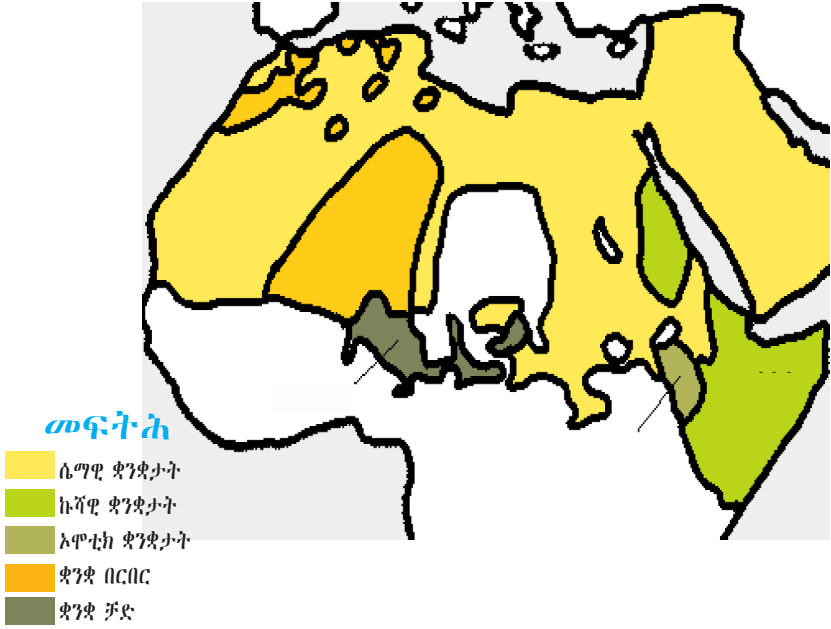 መፍትሕ
ሴማዊ ቋንቋታት
ኩሻዊ ቋንቋታት
ኦሞቲክ ቋንቋታት
ቋንቋ በርበር
ቋንቋ ቻድ